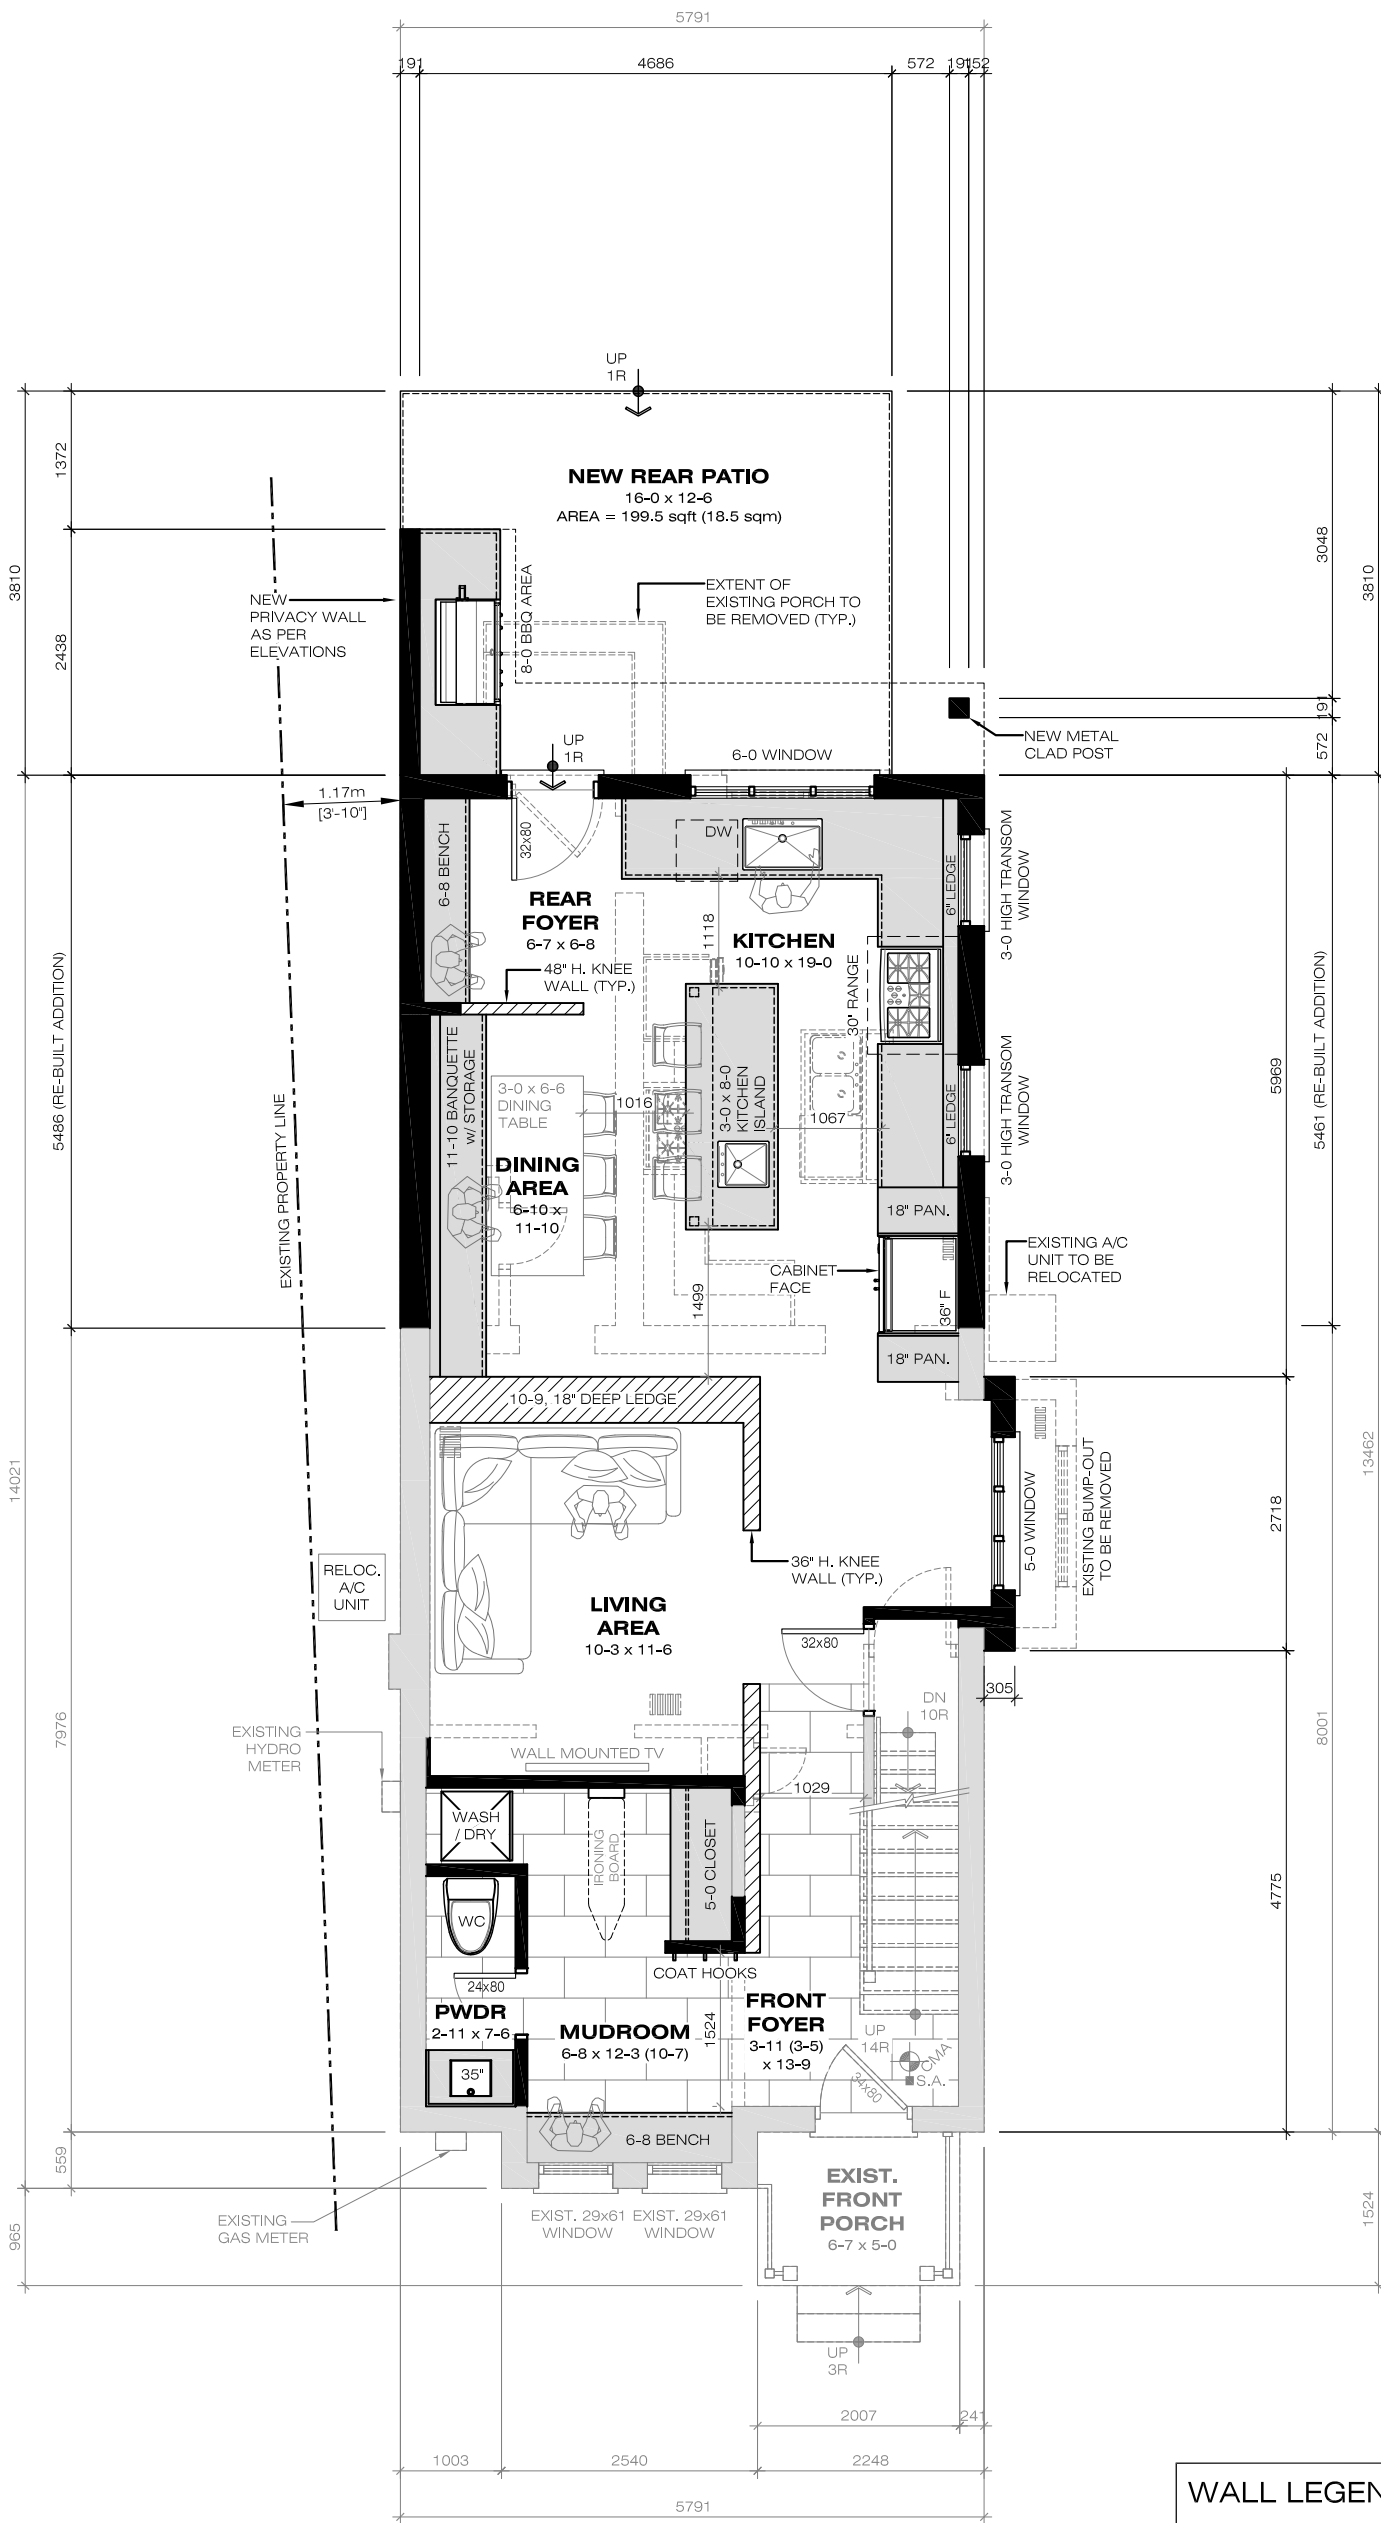 5791
191
4686
572
191
152
UP
1R
NEW REAR PATIO
16-0 x 12-6
AREA = 199.5 sqft (18.5 sqm)
1372
3810
2438
3048
3810
191
572
NEW
PRIVACY WALL
AS PER
ELEVATIONS
8-0 BBQ AREA
EXTENT OF
EXISTING PORCH TO
BE REMOVED (TYP.)
NEW METAL
CLAD POST
UP
1R
6-0 WINDOW
1.17m
[3'-10"]
6-8 BENCH
32x80
DW
6" LEDGE
3-0 HIGH TRANSOM
WINDOW
REAR
FOYER
6-7 x 6-8
1118
KITCHEN
10-10 x 19-0
48" H. KNEE
WALL (TYP.)
30" RANGE
5486 (RE-BUILT ADDITION)
5969
5461 (RE-BUILT ADDITION)
EXISTING PROPERTY LINE
11-10 BANQUETTE
w/ STORAGE
3-0 x 6-6
DINING
TABLE
1016
3-0 x 8-0
KITCHEN
ISLAND
1067
6" LEDGE
3-0 HIGH TRANSOM
WINDOW
DINING
AREA
6-10 x
11-10
18" PAN.
CABINET
FACE
36" F
EXISTING A/C
UNIT TO BE
RELOCATED
1499
18" PAN.
10-9, 18" DEEP LEDGE
14021
13462
2718
5-0 WINDOW
EXISTING BUMP-OUT
TO BE REMOVED
36" H. KNEE
WALL (TYP.)
RELOC.
A/C
UNIT
LIVING
AREA
10-3 x 11-6
32x80
305
DN
10R
7976
8001
EXISTING
HYDRO
METER
WALL MOUNTED TV
1029
WASH
/ DRY
IRONING
BOARD
5-0 CLOSET
4775
WC
COAT HOOKS
24x80
PWDR
2-11 x 7-6
MUDROOM
6-8 x 12-3 (10-7)
1524
FRONT
FOYER
3-11 (3-5)
x 13-9
UP
14R
CMA
S.A.
34x80
35"
6-8 BENCH
559
965
EXISTING
GAS METER
EXIST. 29x61
WINDOW
EXIST. 29x61
WINDOW
EXIST.
FRONT
PORCH
6-7 x 5-0
1524
UP
3R
2007
241
1003
2540
2248
5791
WALL LEGEN